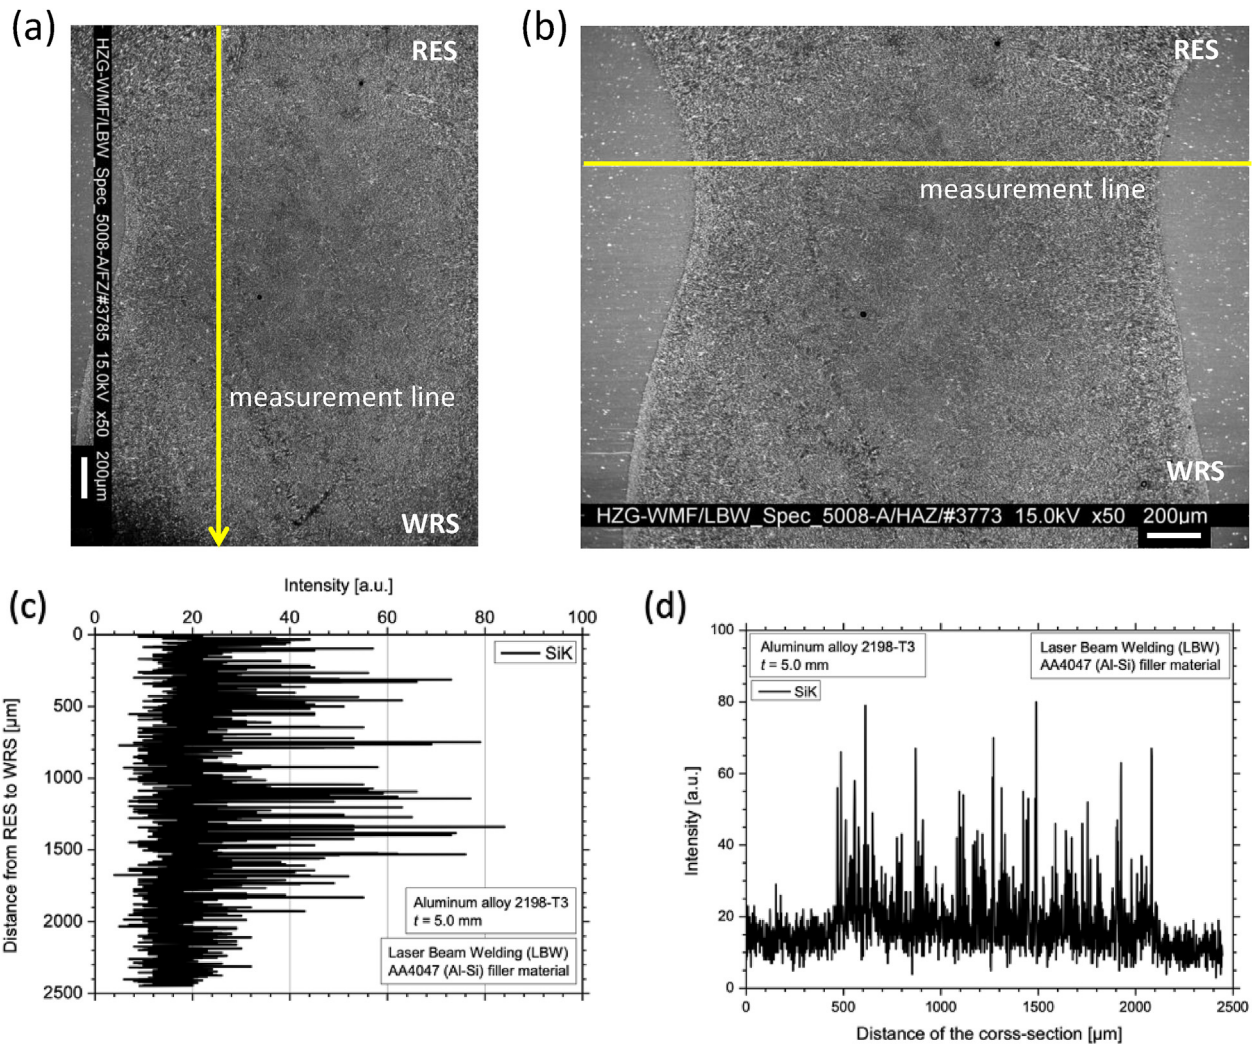 (a)
RES
HZG-WMF/LBW_Spec_5008-A/FZ/#3785 15.0kV x50 200µm
measurement line
WRS
(b)
RES
measurement line
WRS
HZG-WMF/LBW_Spec_5008-A/HAZ/#3773 15.0kV x50 200µm
(c)
Intensity [a.u.]
0 20 40 60 80 100
SiK
0
500
1000
1500
2000
2500
Distance from RES to WRS [µm]
Aluminum alloy 2198-T3
t = 5.0 mm
Laser Beam Welding (LBW)
AA4047 (Al-Si) filler material
(d)
100
80
60
40
20
0
Intensity [a.u.]
Aluminum alloy 2198-T3
t = 5.0 mm
SiK
Laser Beam Welding (LBW)
AA4047 (Al-Si) filler material
0 500 1000 1500 2000 2500
Distance of the corss-section [µm]